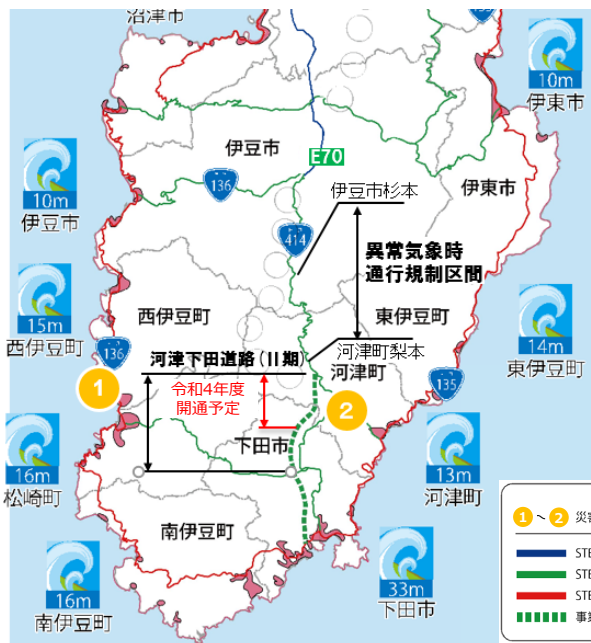 沼津市
135
10m
伊東市
伊豆市
E70
136
伊東市
10m
伊豆市
伊豆市杉本
414
異常気象時
通行規制区間
15m
西伊豆町
西伊豆町
東伊豆町
14m
東伊豆町
136
河津下田道路(II期)
河津町梨本
河津町
1
令和4年度
開通予定
2
135
下田市
16m
松崎町
13m
河津町
南伊豆町
16m
南伊豆町
33m
下田市
1 ~ 2 災害
STE
STE
STE
事業